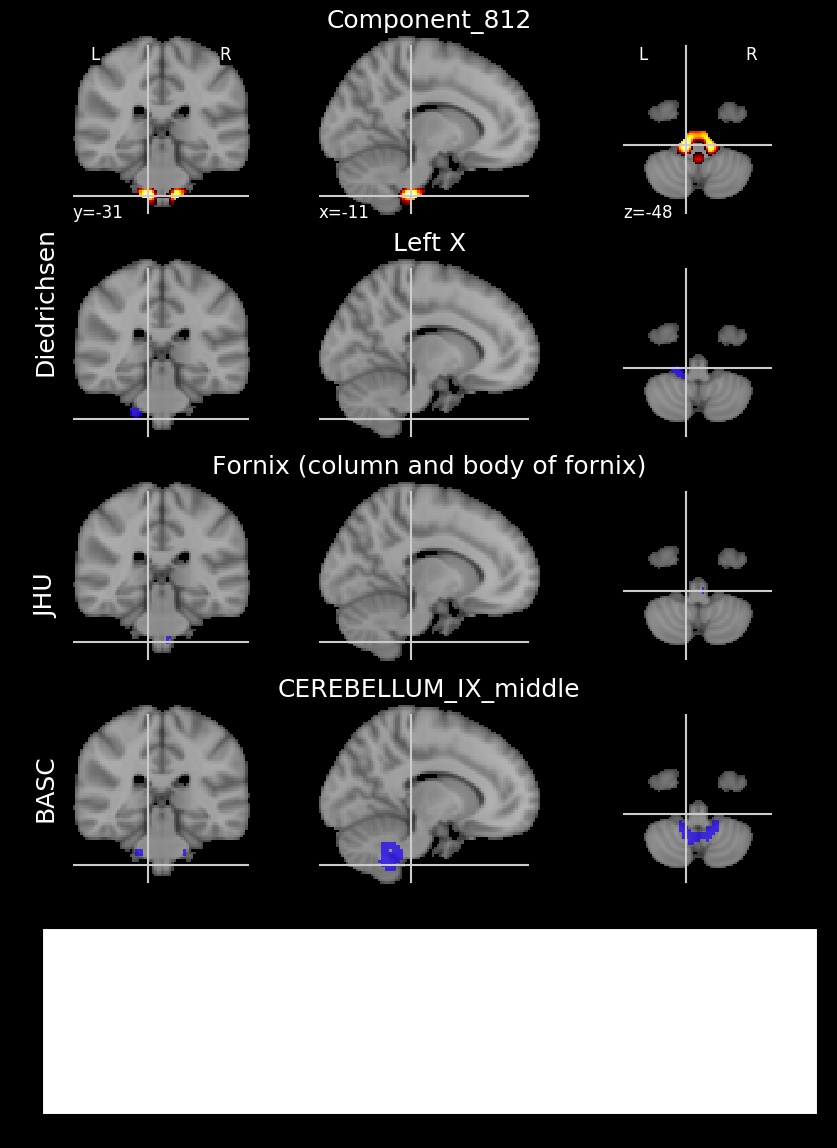 Component_812
L R L R
y=-31 x=-11 z=-48
Diedrichsen
Left X
Fornix (column and body of fornix)
JHU
CEREBELLUM_IX_middle
BASC